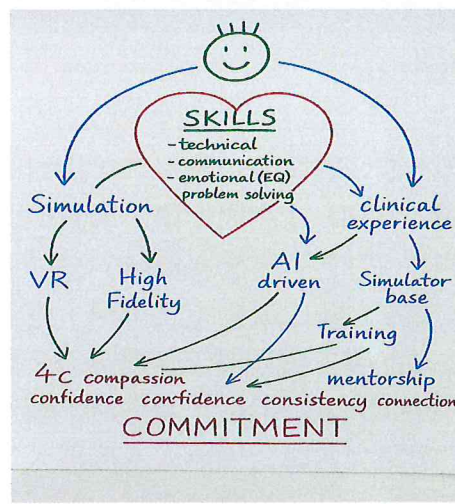 SKILLS
-technical
-communication
-emotional (EQ)
problem solving
Simulation
clinical
experience
VR
High
Fidelity
AI
driven
Simulator
base
Training
4C compassion
mentorship
confidence confidence consistency connection
COMMITMENT